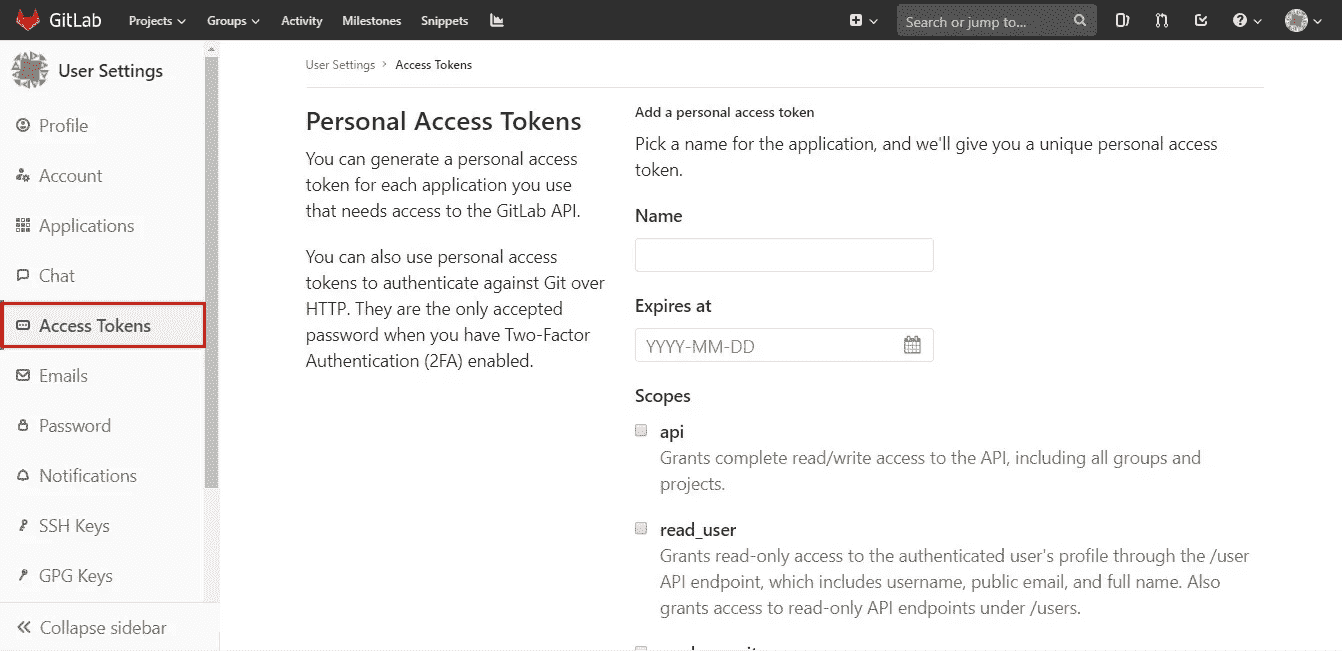 GitLab Projects Groups Activity Milestones Snippets Search or jump to...
User Settings
Profile
Account
Applications
Chat
Access Tokens
Emails
Password
Notifications
SSH Keys
GPG Keys
Collapse sidebar
User Settings > Access Tokens
Personal Access Tokens
You can generate a personal access
token for each application you use
that needs access to the GitLab API.
You can also use personal access
tokens to authenticate against Git over
HTTP. They are the only accepted
password when you have Two-Factor
Authentication (2FA) enabled.
Add a personal access token
Pick a name for the application, and we'll give you a unique personal access
token.
Name
Expires at
YYYY-MM-DD
Scopes
api
Grants complete read/write access to the API, including all groups and
projects.
read_user
Grants read-only access to the authenticated user's profile through the /user
API endpoint, which includes username, public email, and full name. Also
grants access to read-only API endpoints under /users.